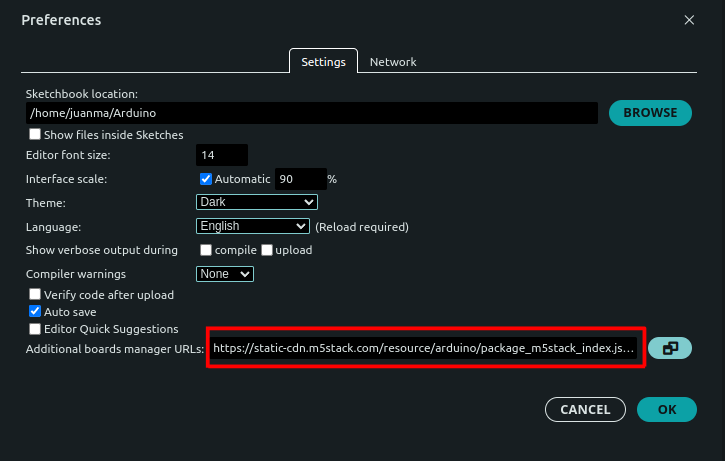 Preferences
Settings Network
Sketchbook location:
/home/juanma/Arduino BROWSE
Show files inside Sketches
Editor font size: 14
Interface scale: Automatic 90 %
Theme: Dark
Language: English (Reload required)
Show verbose output during compile upload
Compiler warnings None
Verify code after upload
Auto save
Editor Quick Suggestions
Additional boards manager URLs: https://static-cdn.m5stack.com/resource/arduino/package_m5stack_index.js...
CANCEL OK